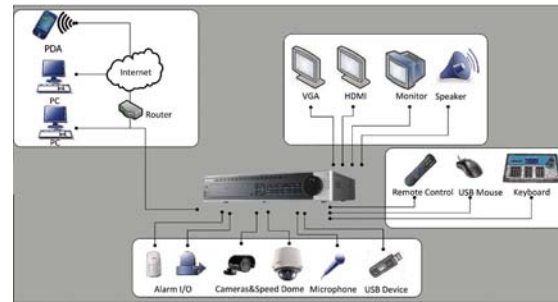 PDA
Internet
PC
Router
PC
VGA
HDMI
Monitor
Speaker
Remote Control
USB Mouse
Keyboard
Alarm I/O
Cameras&Speed Dome
Microphone
USB Device